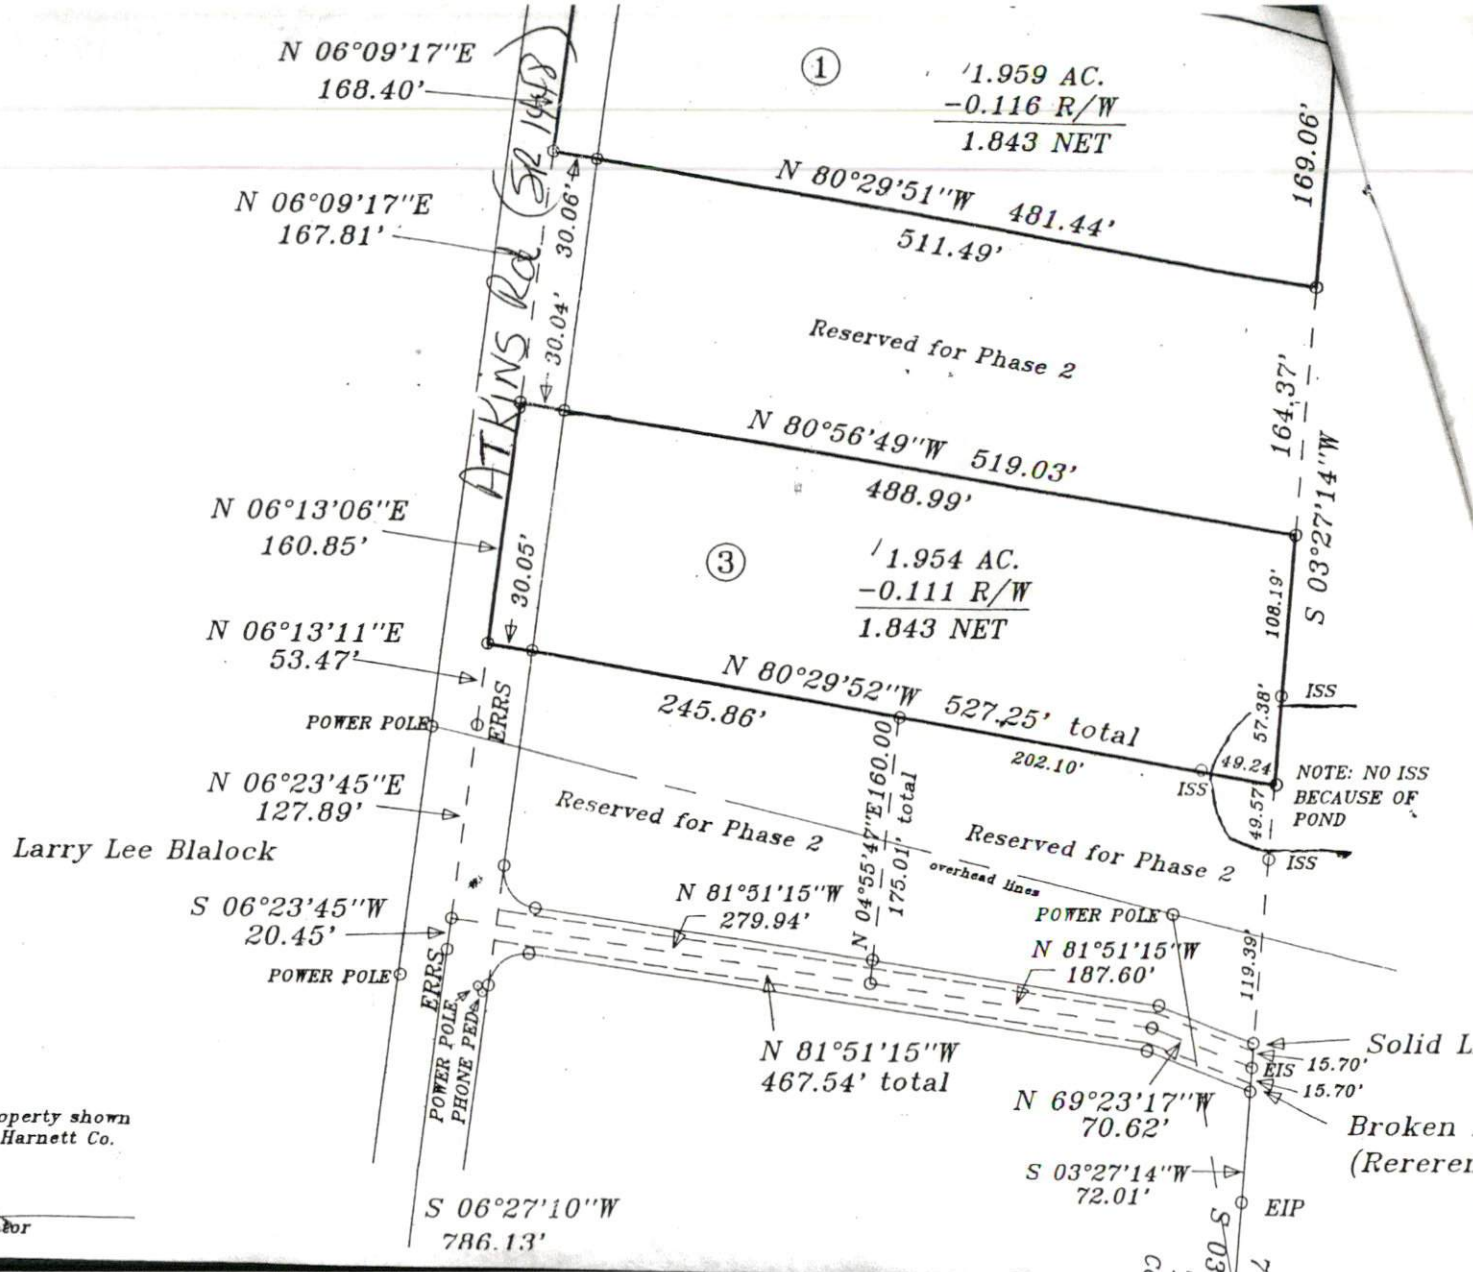 N 06°09'17"E
168.40'
①
1.959 AC.
-0.116 R/W
1.843 NET
169.06'
N 06°09'17"E
167.81'
ATKINS Rd (SR 1448)
30.06'
30.04'
N 80°29'51"W 481.44'
511.49'
Reserved for Phase 2
164.37'
S 03°27'14"W
N 80°56'49"W 519.03'
488.99'
N 06°13'06"E
160.85'
30.05'
③
1.954 AC.
-0.111 R/W
1.843 NET
108.19'
N 06°13'11"E
53.47'
ERRS
N 80°29'52"W 527.25' total
245.86'
202.10'
57.38'
ISS
49.24
ISS
NOTE: NO ISS
BECAUSE OF
POND
49.57'
ISS
POWER POLE
N 06°23'45"E
127.89'
Reserved for Phase 2
N 04°55'47"E 160.00
175.01' total
Reserved for Phase 2
overhead lines
Larry Lee Blalock
S 06°23'45"W
20.45'
N 81°51'15"W
279.94'
POWER POLE
N 81°51'15"W
187.60'
119.39'
POWER POLE
ERRS
POWER POLE
PHONE PED
N 81°51'15"W
467.54' total
Solid L
EIS 15.70'
15.70'
N 69°23'17"W
70.62'
Broken
(Rereren
operty shown
Harnett Co.
S 03°27'14"W
72.01'
EIP
S 06°27'10"W
786.13'
S 03
tor